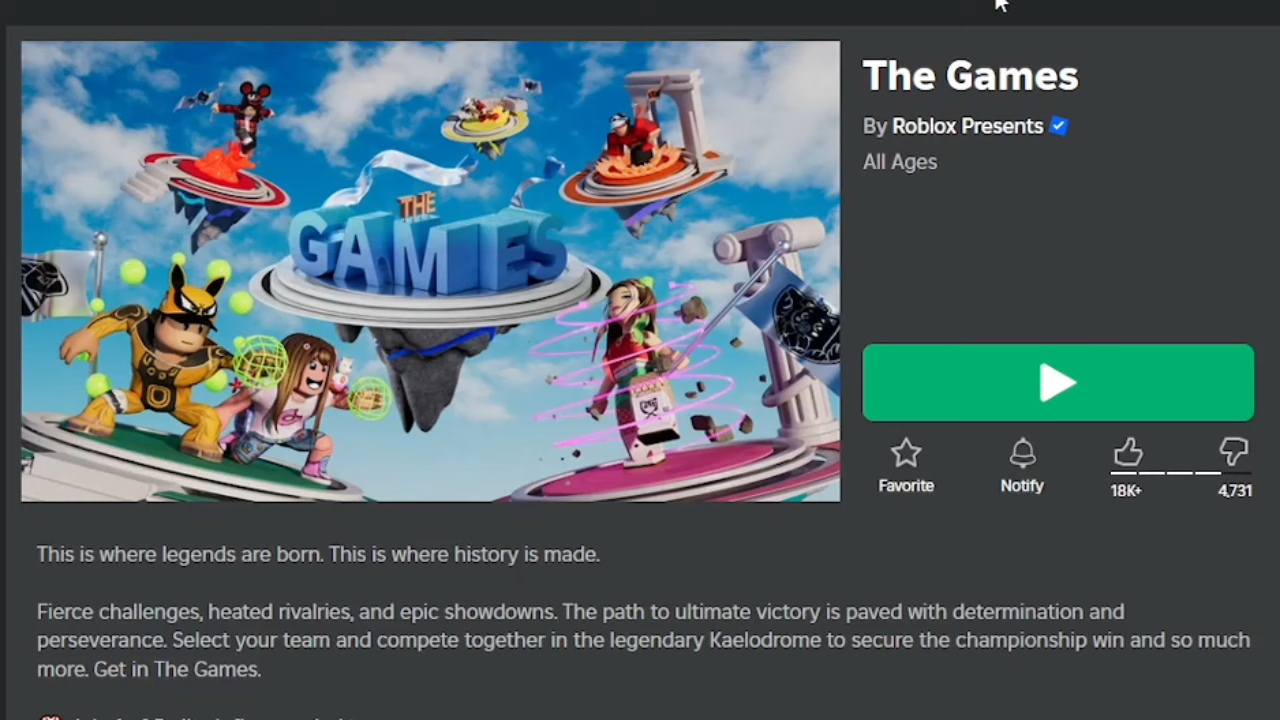 THE
GAMES
The Games
By Roblox Presents
All Ages
Favorite
Notify
18K+
4,731
This is where legends are born. This is where history is made.
Fierce challenges, heated rivalries, and epic showdowns. The path to ultimate victory is paved with determination and
perseverance. Select your team and compete together in the legendary Kaelodrome to secure the championship win and so much
more. Get in The Games.